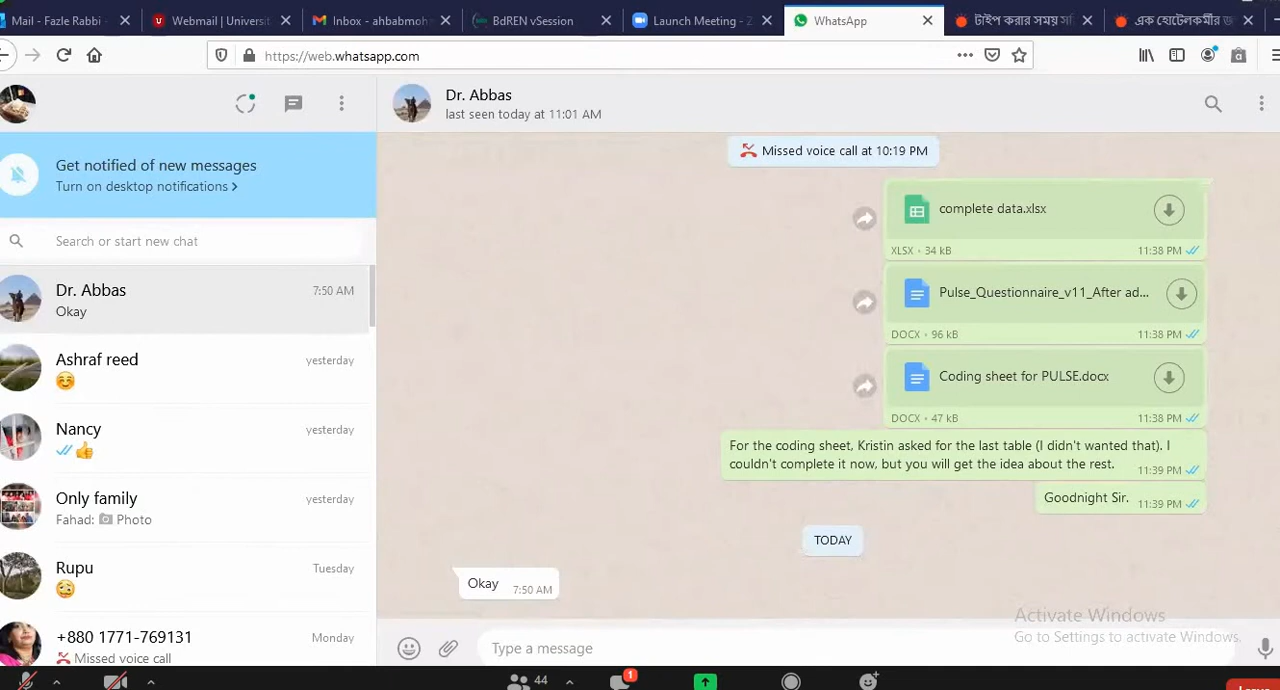 Mail - Fazle Rabbi -
Webmail | Universit
Inbox - ahbabmoh
BdREN vSession
Launch Meeting - Z
WhatsApp
টাইপ করার সময়
এক হোটেলকর্মীর
https://web.whatsapp.com
Dr. Abbas
last seen today at 11:01 AM
Get notified of new messages
Turn on desktop notifications >
Search or start new chat
Dr. Abbas
7:50 AM
Okay
Ashraf reed
yesterday
Nancy
yesterday
Only family
yesterday
Fahad: Photo
Rupu
Tuesday
+880 1771-769131
Monday
Missed voice call
Missed voice call at 10:19 PM
complete data.xlsx
XLSX • 34 kB
11:38 PM
Pulse_Questionnaire_v11_After ad...
DOCX • 96 kB
11:38 PM
Coding sheet for PULSE.docx
DOCX • 47 kB
11:38 PM
For the coding sheet, Kristin asked for the last table (I didn't wanted that). I
couldn't complete it now, but you will get the idea about the rest.
11:39 PM
Goodnight Sir.
11:39 PM
TODAY
Okay
7:50 AM
Activate Windows
Go to Settings to activate Windows.
Type a message
44
1